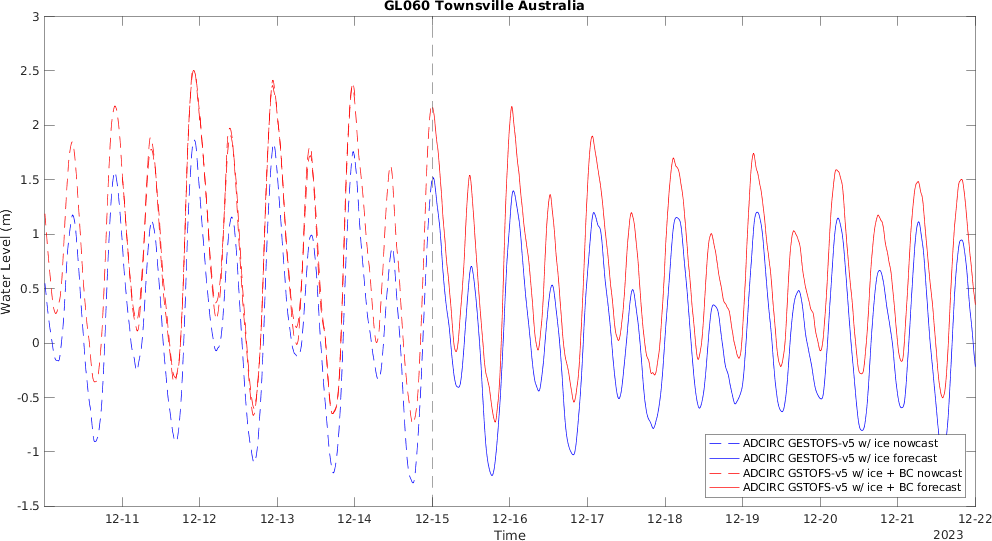 GL060 Townsville Australia
3
2.5
2
1.5
1
0.5
0
-0.5
-1
-1.5
Water Level (m)
12-11 12-12 12-13 12-14 12-15 12-16 12-17 12-18 12-19 12-20 12-21 12-22
Time
2023
ADCIRC GESTOFS-v5 w/ ice nowcast
ADCIRC GESTOFS-v5 w/ ice forecast
ADCIRC GSTOFS-v5 w/ ice + BC nowcast
ADCIRC GSTOFS-v5 w/ ice + BC forecast